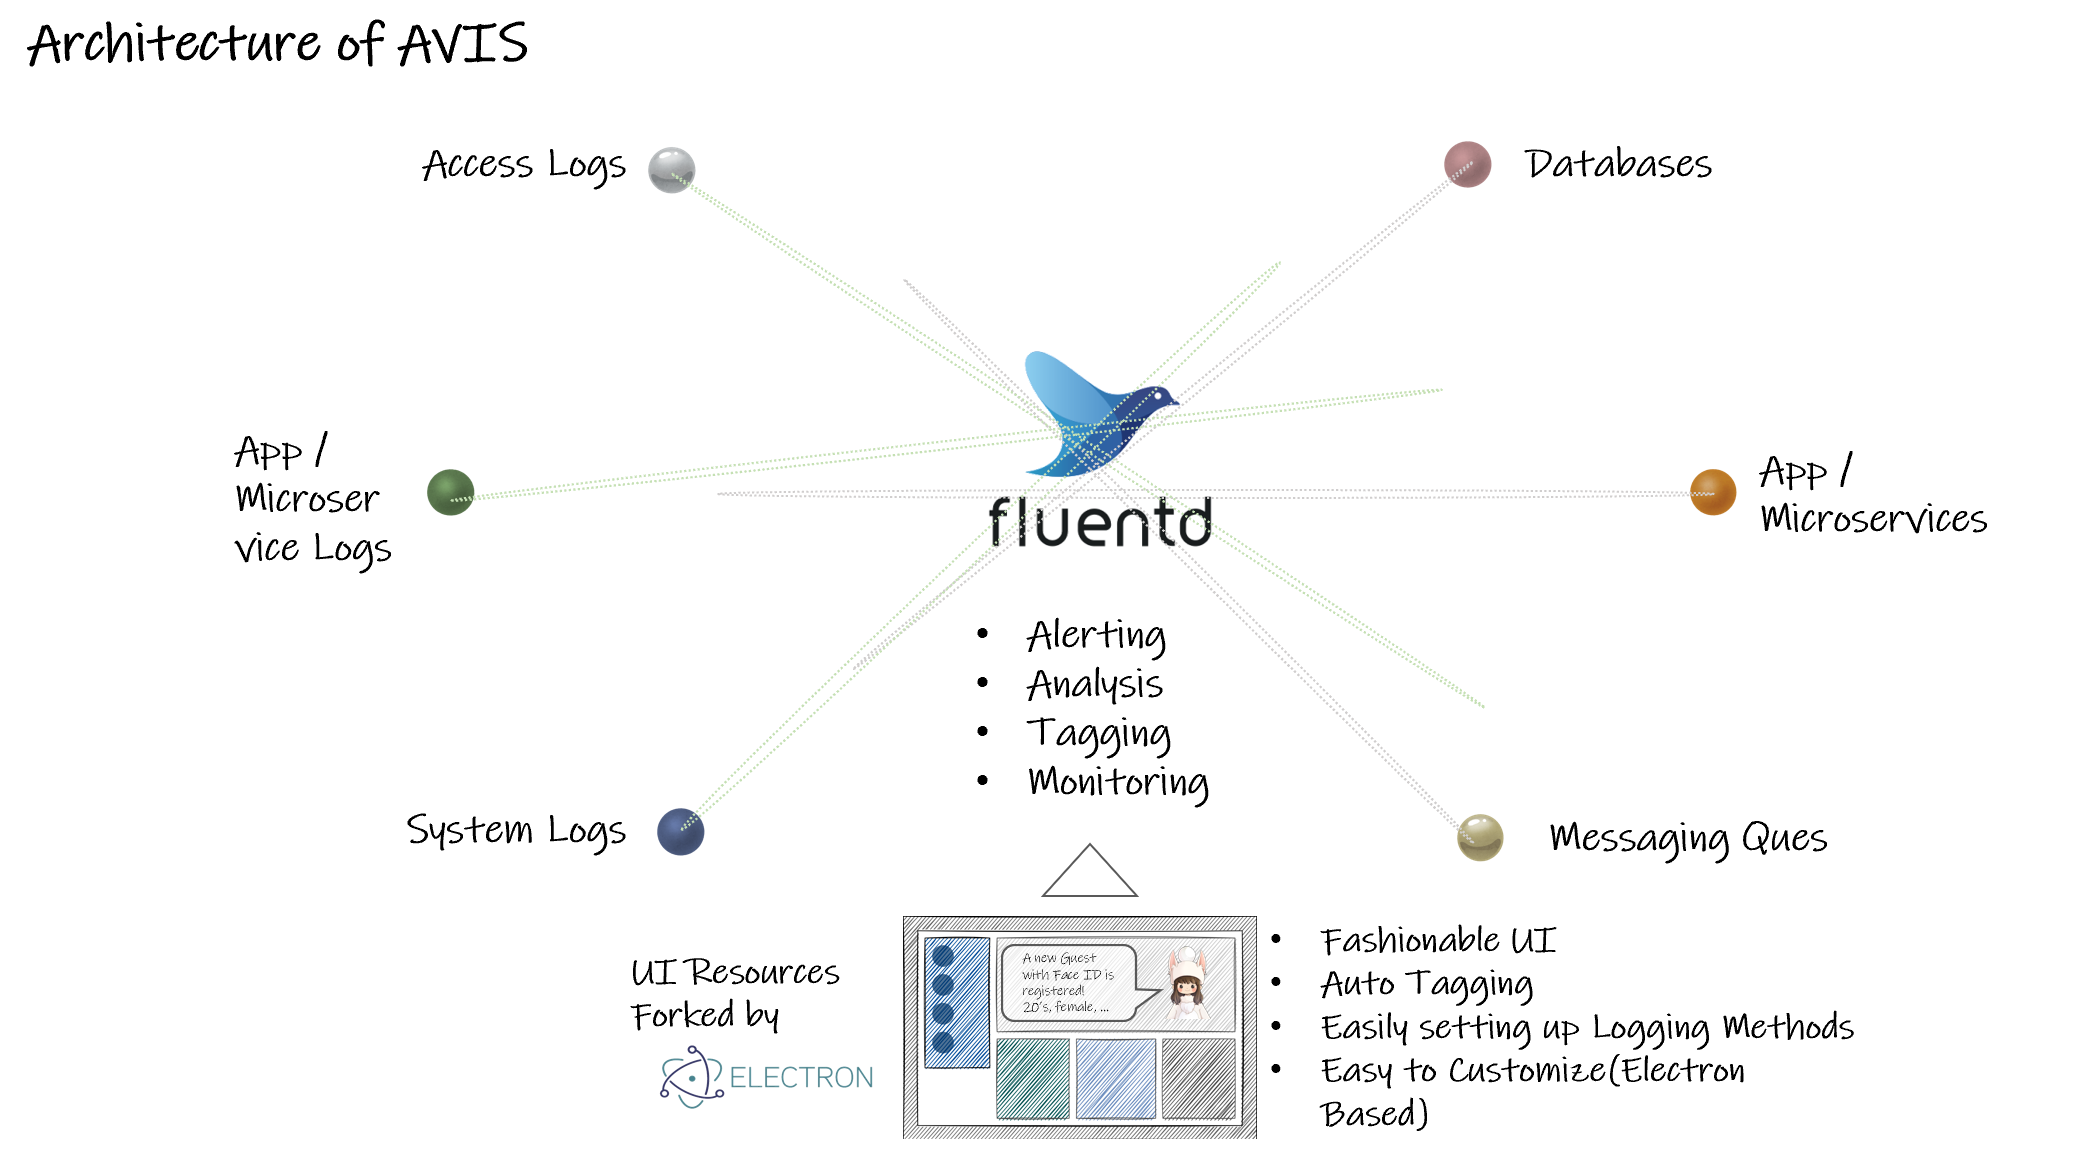 Architecture of AVIS
Access Logs
Databases
App /
Microser
vice Logs
fluentd
App /
Microservices
• Alerting
• Analysis
• Tagging
• Monitoring
System Logs
Messaging Ques
UI Resources
Forked by
ELECTRON
A new Guest
with Face ID is
registered!
20's, female, ...
• Fashionable UI
• Auto Tagging
• Easily setting up Logging Methods
• Easy to Customize(Electron
Based)